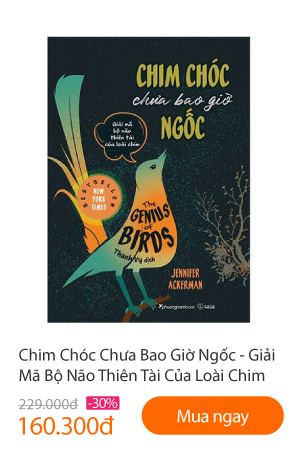 CHIM CHÓC
chưa bao giờ
NGỐC
Giải mã
bộ não
thiên tài
của loài chim
BESTSELLER
NEW
YORK
TIMES
The
GENIUS
of
BIRDS
Thanh Vy dịch
JENNIFER
ACKERMAN
phuongnambook
Chim Chóc Chưa Bao Giờ Ngốc - Giải
Mã Bộ Não Thiên Tài Của Loài Chim
229.000đ -30%
160.300đ
Mua ngay